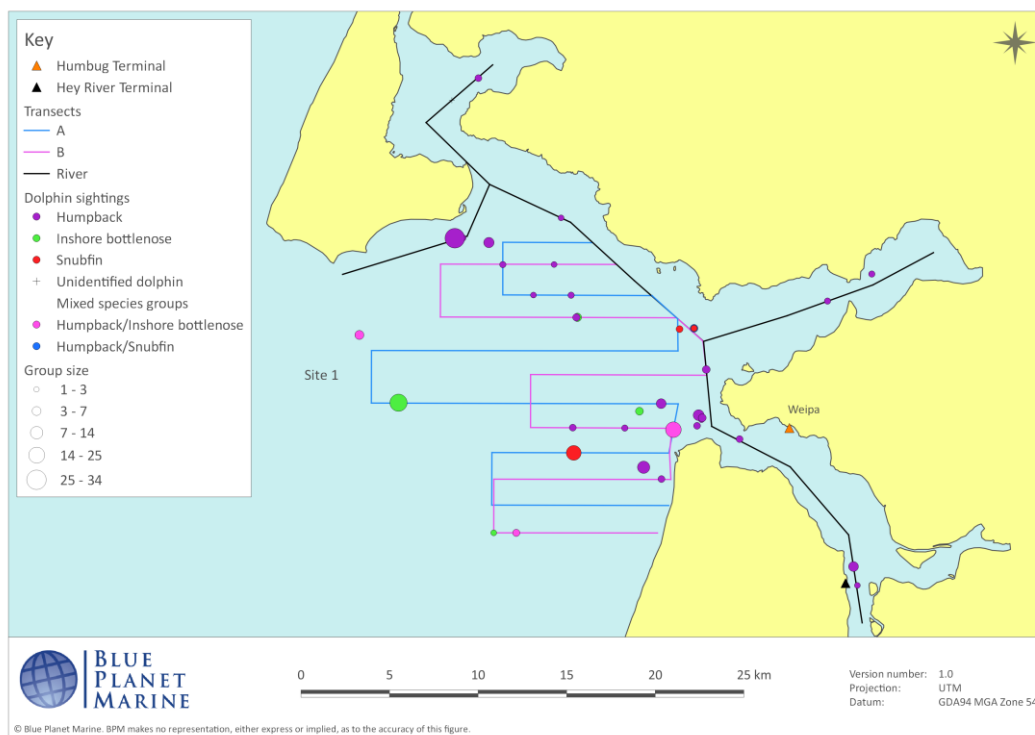 Key
Humbug Terminal
Hey River Terminal
Transects
A
B
River
Dolphin sightings
Humpback
Inshore bottlenose
Snubfin
Unidentified dolphin
Mixed species groups
Humpback/Inshore bottlenose
Humpback/Snubfin
Group size
1 - 3
3 - 7
7 - 14
14 - 25
25 - 34
Site 1
Weipa
BLUE
PLANET
MARINE
0 5 10 15 20 25 km
Version number: 1.0
Projection: UTM
Datum: GDA94 MGA Zone 54
© Blue Planet Marine. BPM makes no representation, either express or implied, as to the accuracy of this figure.